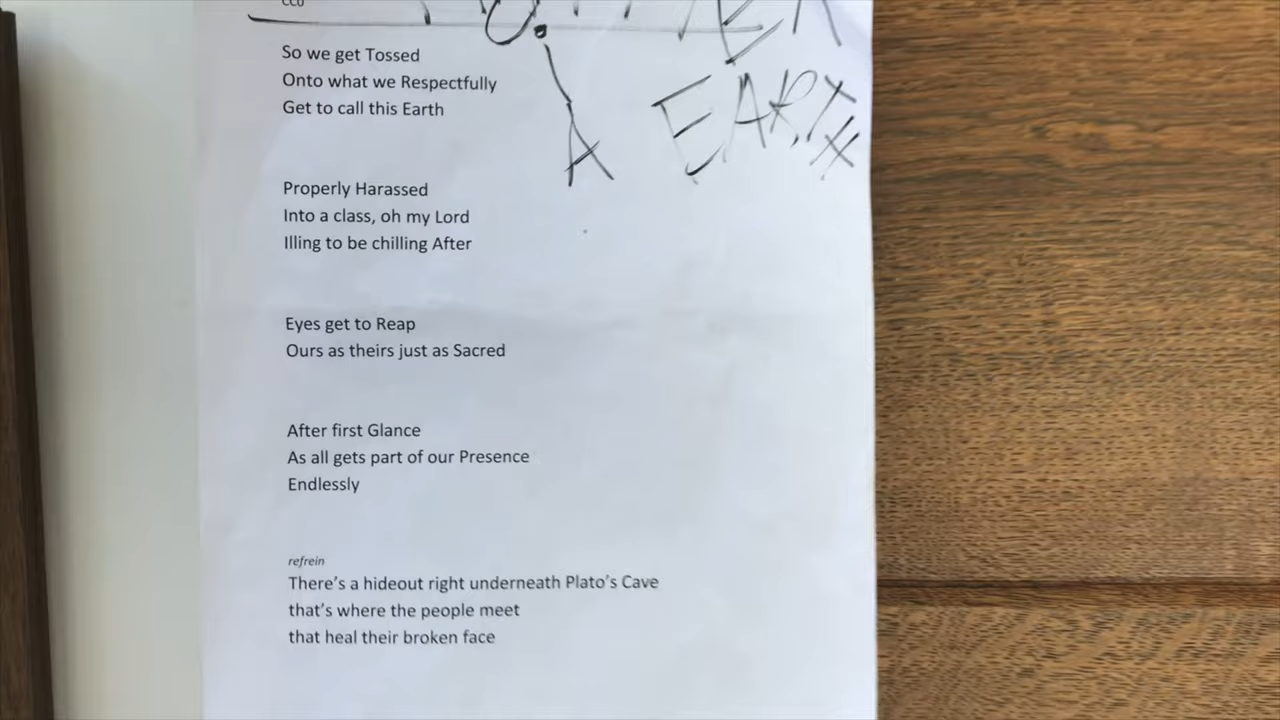 So we get Tossed
Onto what we Respectfully
Get to call this Earth
A EARTH
Properly Harassed
Into a class, oh my Lord
Illing to be chilling After
Eyes get to Reap
Ours as theirs just as Sacred
After first Glance
As all gets part of our Presence
Endlessly
refrein
There's a hideout right underneath Plato's Cave
that's where the people meet
that heal their broken face